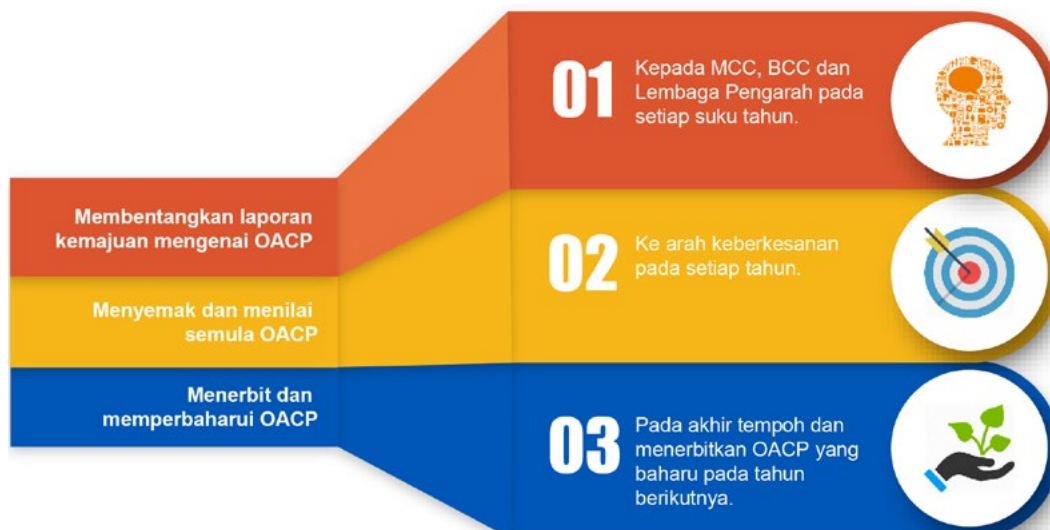 Membentangkan laporan
kemajuan mengenai OACP
01
Kepada MCC, BCC dan
Lembaga Pengarah pada
setiap suku tahun.
Menyemak dan menilai
semula OACP
02
Ke arah keberkesanan
pada setiap tahun.
Menerbit dan
memperbaharui OACP
03
Pada akhir tempoh dan
menerbitkan OACP yang
baharu pada tahun
berikutnya.